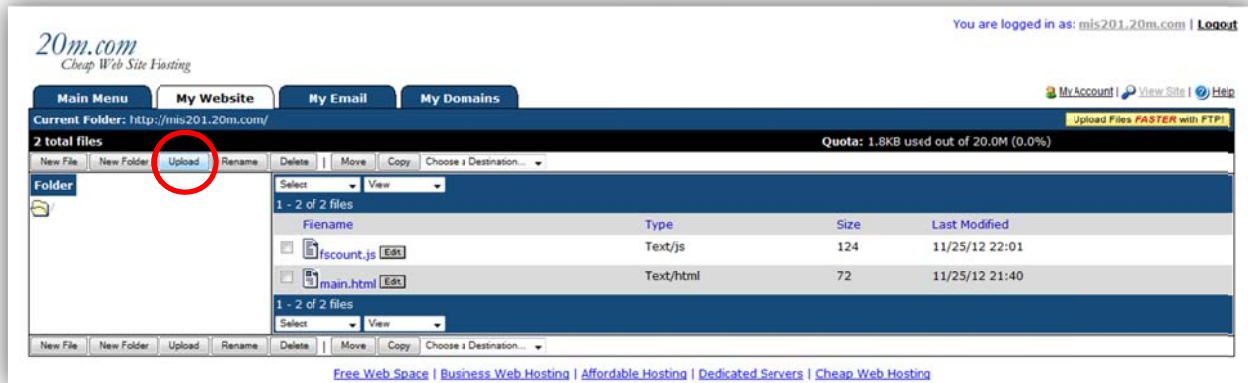 You are logged in as: mis201.20m.com | Logout
20m.com
Cheap Web Site Hosting
Main Menu My Website My Email My Domains
My Account | View Site | Help
Current Folder: http://mis201.20m.com/
Upload Files FASTER with FTP!
2 total files Quota: 1.8KB used out of 20.0M (0.0%)
New File New Folder Upload Rename Delete | Move Copy Choose a Destination...
Folder
/
Select View
1 - 2 of 2 files
Filename Type Size Last Modified
fscount.js Edit Text/js 124 11/25/12 22:01
main.html Edit Text/html 72 11/25/12 21:40
1 - 2 of 2 files
Select View
New File New Folder Upload Rename Delete | Move Copy Choose a Destination...
Free Web Space | Business Web Hosting | Affordable Hosting | Dedicated Servers | Cheap Web Hosting